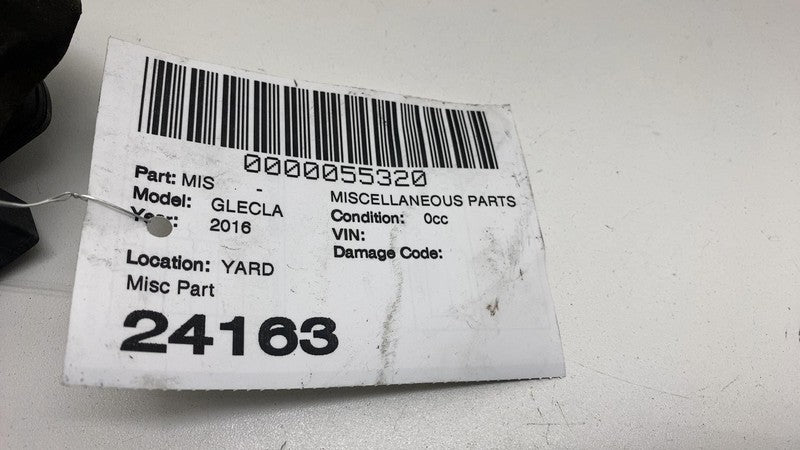 0000055320
Part: MIS - MISCELLANEOUS PARTS
Model: GLECLA Condition: 0cc
Year: 2016 VIN:
Damage Code:
Location: YARD
Misc Part
24163